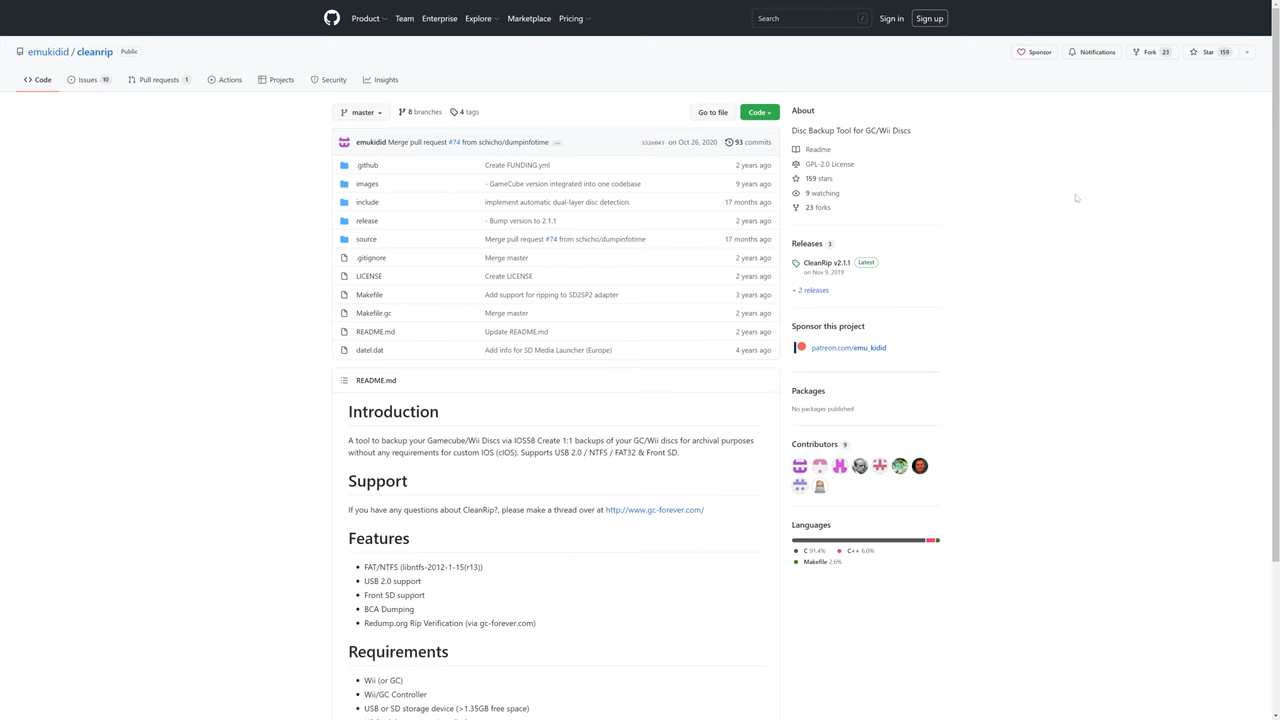 Product Team Enterprise Explore Marketplace Pricing Search / Sign in Sign up
emukidid / cleanrip Public Sponsor Notifications Fork 23 Star 159
Code Issues 10 Pull requests 1 Actions Projects Security Insights
master 8 branches 4 tags Go to file Code
emukidid Merge pull request #74 from schicho/dumpinfotime ... 332e043 on Oct 26, 2020 93 commits
.github Create FUNDING.yml 2 years ago
images - GameCube version integrated into one codebase 9 years ago
include implement automatic dual-layer disc detection. 17 months ago
release - Bump version to 2.1.1 2 years ago
source Merge pull request #74 from schicho/dumpinfotime 17 months ago
.gitignore Merge master 2 years ago
LICENSE Create LICENSE 2 years ago
Makefile Add support for ripping to SD2SP2 adapter 3 years ago
Makefile.gc Merge master 2 years ago
README.md Update README.md 2 years ago
datel.dat Add info for SD Media Launcher (Europe) 4 years ago
README.md
Introduction
A tool to backup your Gamecube/Wii Discs via IOS58 Create 1:1 backups of your GC/Wii discs for archival purposes
without any requirements for custom IOS (cIOS). Supports USB 2.0 / NTFS / FAT32 & Front SD.
Support
If you have any questions about CleanRip?, please make a thread over at http://www.gc-forever.com/
Features
FAT/NTFS (libntfs-2012-1-15(r13))
USB 2.0 support
Front SD support
BCA Dumping
Redump.org Rip Verification (via gc-forever.com)
Requirements
Wii (or GC)
Wii/GC Controller
USB or SD storage device (>1.35GB free space)
About
Disc Backup Tool for GC/Wii Discs
Readme
GPL-2.0 License
159 stars
9 watching
23 forks
Releases 3
CleanRip v2.1.1 Latest
on Nov 9, 2019
+ 2 releases
Sponsor this project
patreon.com/emu_kidid
Packages
No packages published
Contributors 9
Languages
C 91.4% C++ 6.0%
Makefile 2.6%